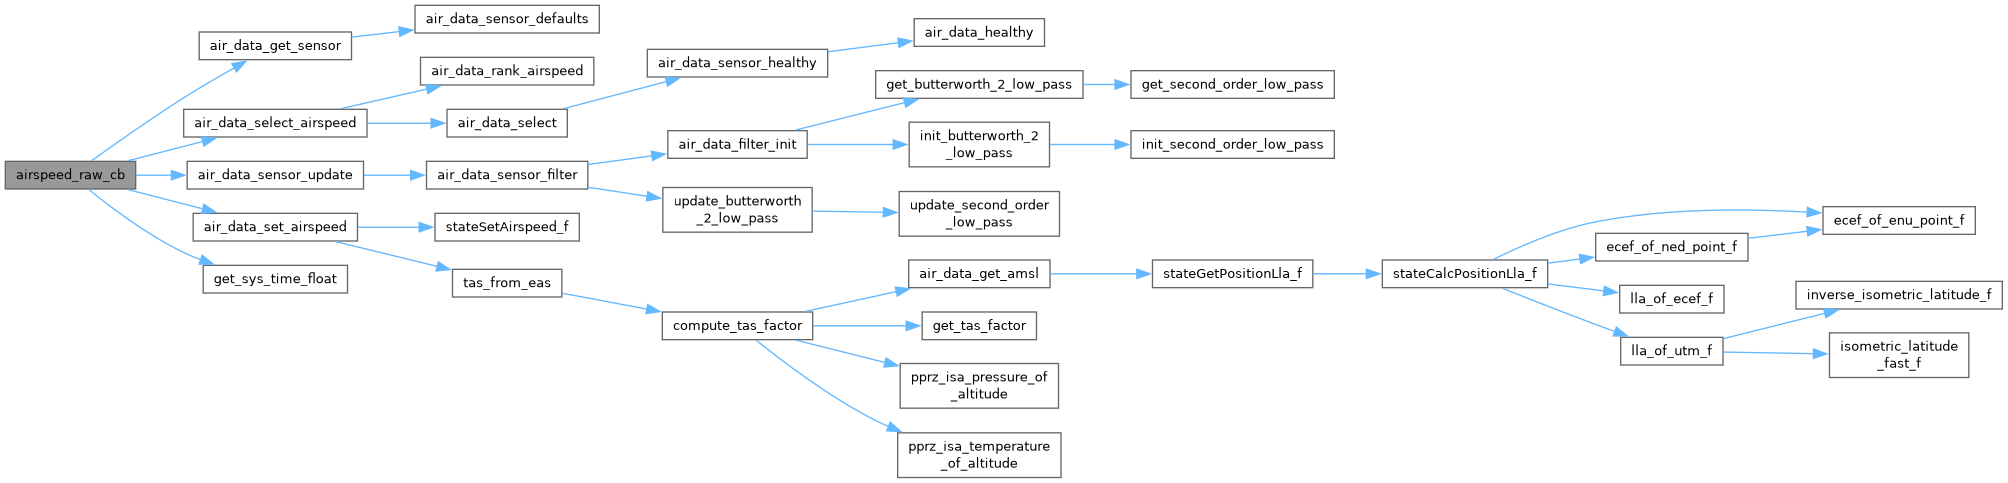 airspeed_raw_cb
air_data_get_sensor
air_data_sensor_defaults
air_data_select_airspeed
air_data_rank_airspeed
air_data_select
air_data_sensor_healthy
air_data_healthy
air_data_sensor_update
air_data_sensor_filter
air_data_filter_init
get_butterworth_2_low_pass
get_second_order_low_pass
init_butterworth_2
_low_pass
init_second_order_low_pass
update_butterworth
_2_low_pass
update_second_order
_low_pass
air_data_set_airspeed
stateSetAirspeed_f
tas_from_eas
compute_tas_factor
air_data_get_amsl
stateGetPositionLla_f
stateCalcPositionLla_f
ecef_of_enu_point_f
ecef_of_ned_point_f
lla_of_ecef_f
lla_of_utm_f
inverse_isometric_latitude_f
isometric_latitude
_fast_f
get_tas_factor
pprz_isa_pressure_of
_altitude
pprz_isa_temperature
_of_altitude
get_sys_time_float